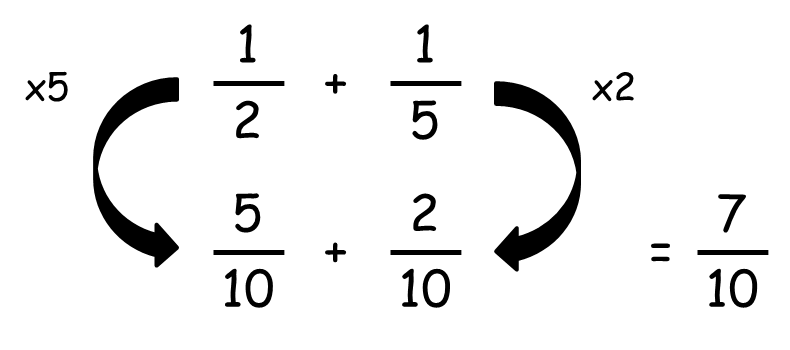 x5 1/2 + 1/5 x2
5/10 + 2/10 = 7/10